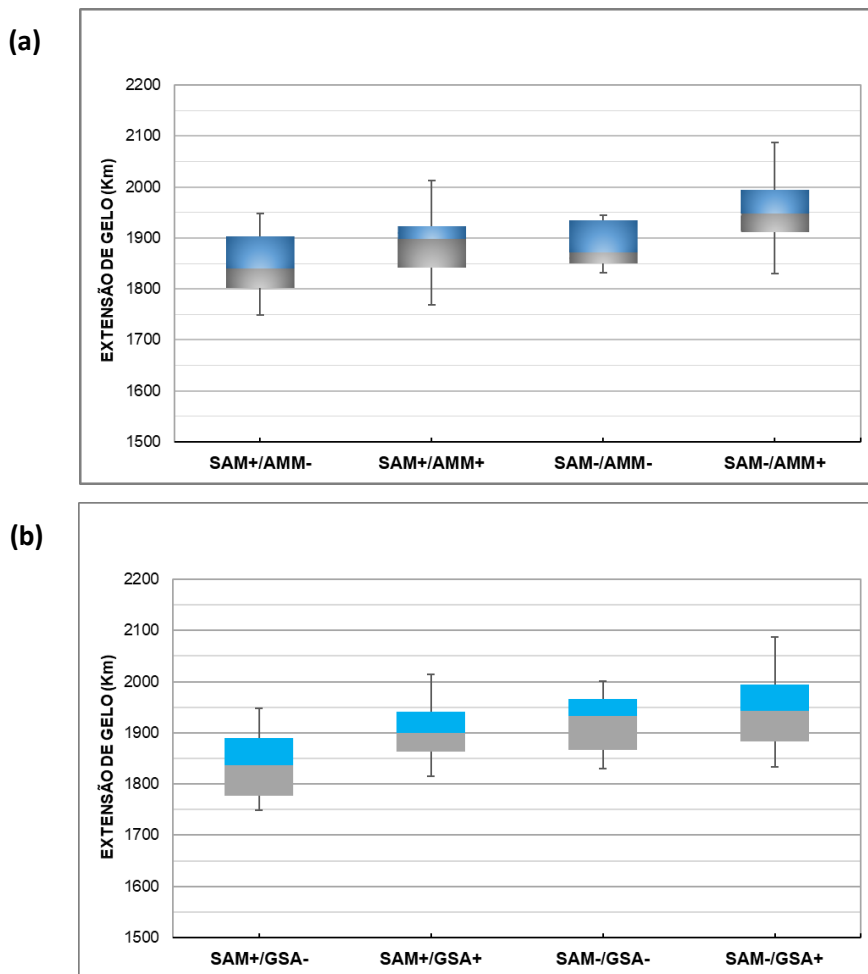 (a)
EXTENSÃO DE GELO (Km)
2200
2100
2000
1900
1800
1700
1600
1500
SAM+/AMM- SAM+/AMM+ SAM-/AMM- SAM-/AMM+
(b)
EXTENSÃO DE GELO (Km)
2200
2100
2000
1900
1800
1700
1600
1500
SAM+/GSA- SAM+/GSA+ SAM-/GSA- SAM-/GSA+